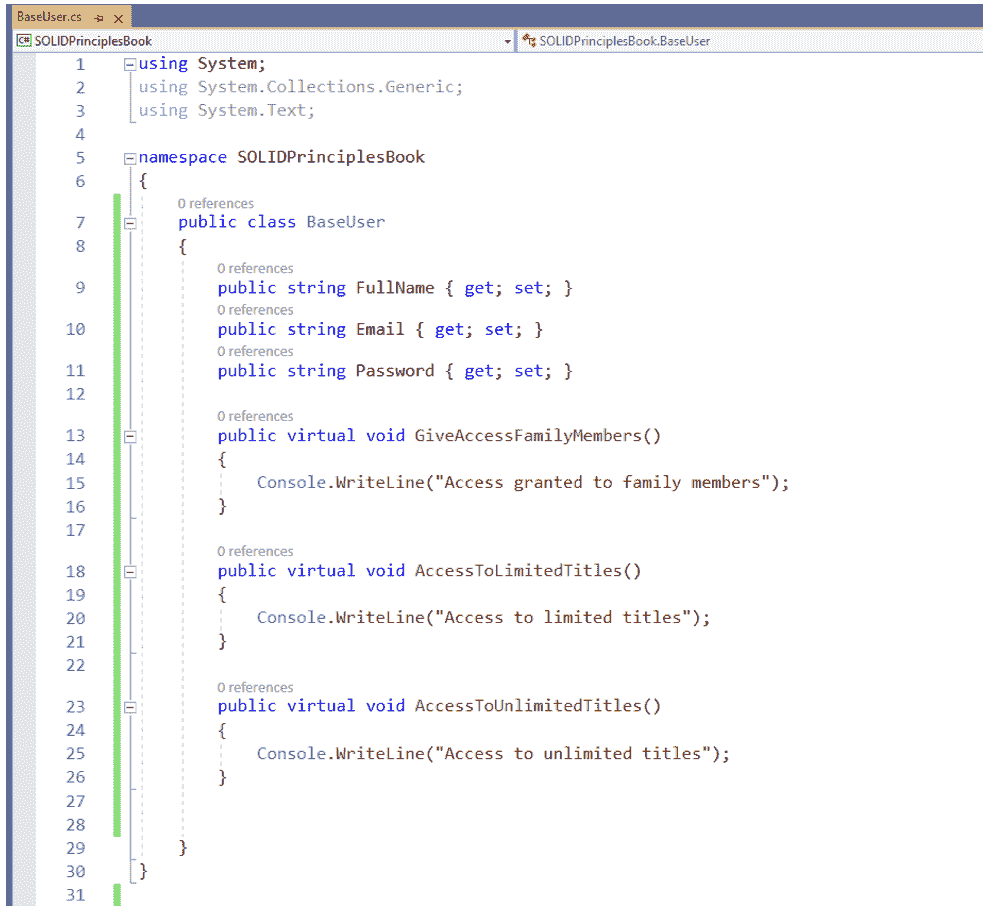 BaseUser.cs
SOLIDPrinciplesBook SOLIDPrinciplesBook.BaseUser
1 using System;
2 using System.Collections.Generic;
3 using System.Text;
4
5 namespace SOLIDPrinciplesBook
6 {
0 references
7 public class BaseUser
8 {
0 references
9 public string FullName { get; set; }
0 references
10 public string Email { get; set; }
0 references
11 public string Password { get; set; }
12
0 references
13 public virtual void GiveAccessFamilyMembers()
14 {
15 Console.WriteLine("Access granted to family members");
16 }
17
0 references
18 public virtual void AccessToLimitedTitles()
19 {
20 Console.WriteLine("Access to limited titles");
21 }
22
0 references
23 public virtual void AccessToUnlimitedTitles()
24 {
25 Console.WriteLine("Access to unlimited titles");
26 }
27
28
29 }
30 }
31